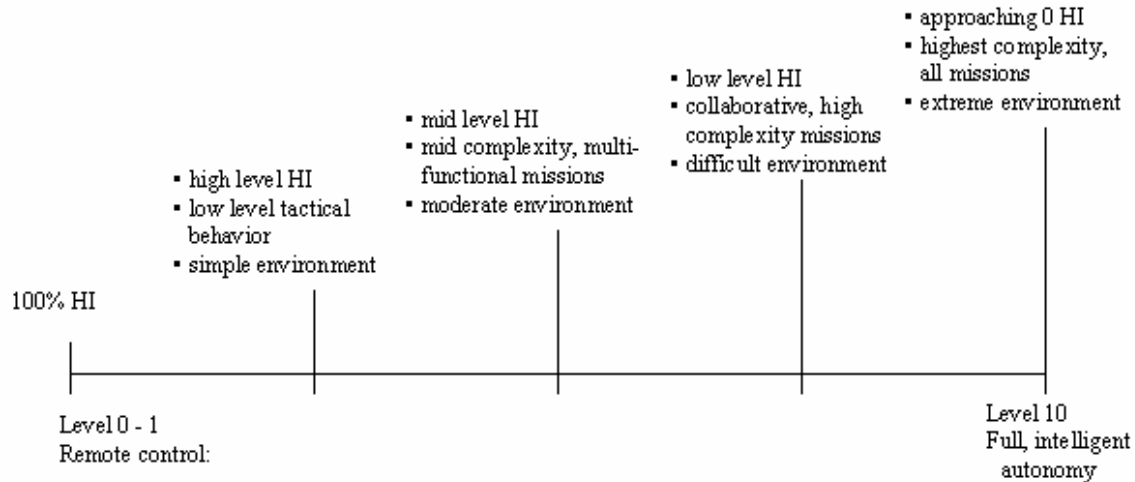 ▪ approaching 0 HI
▪ highest complexity,
all missions
▪ extreme environment
▪ low level HI
▪ collaborative, high
complexity missions
▪ difficult environment
▪ mid level HI
▪ mid complexity, multi-
functional missions
▪ moderate environment
▪ high level HI
▪ low level tactical
behavior
▪ simple environment
100% HI
Level 0 - 1
Remote control:
Level 10
Full, intelligent
autonomy